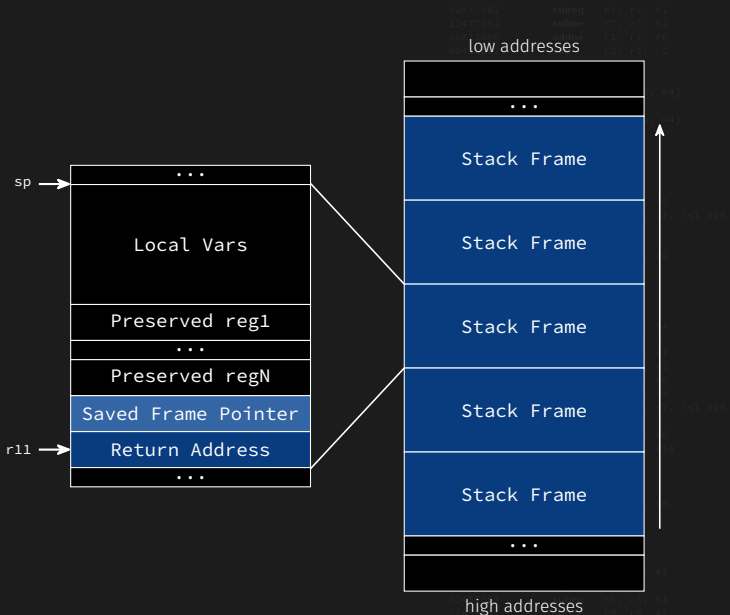 low addresses
...
...
Stack Frame
sp
Local Vars
Stack Frame
Preserved reg1
Stack Frame
...
Preserved regN
Saved Frame Pointer
Stack Frame
r11
Return Address
...
Stack Frame
...
high addresses